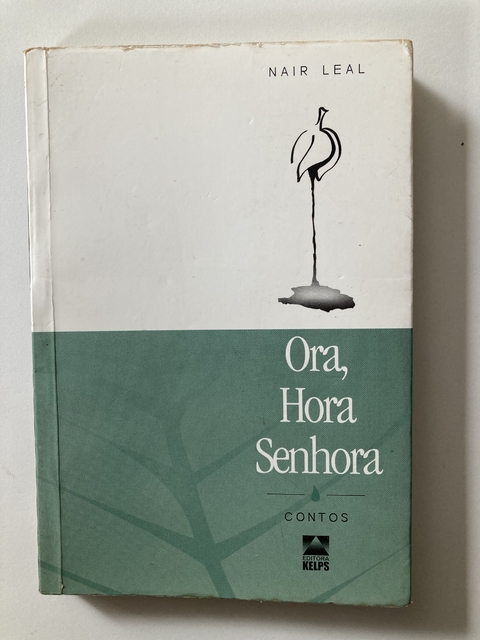 NAIR LEAL
Ora,
Hora
Senhora
CONTOS
EDITORA
KELPS